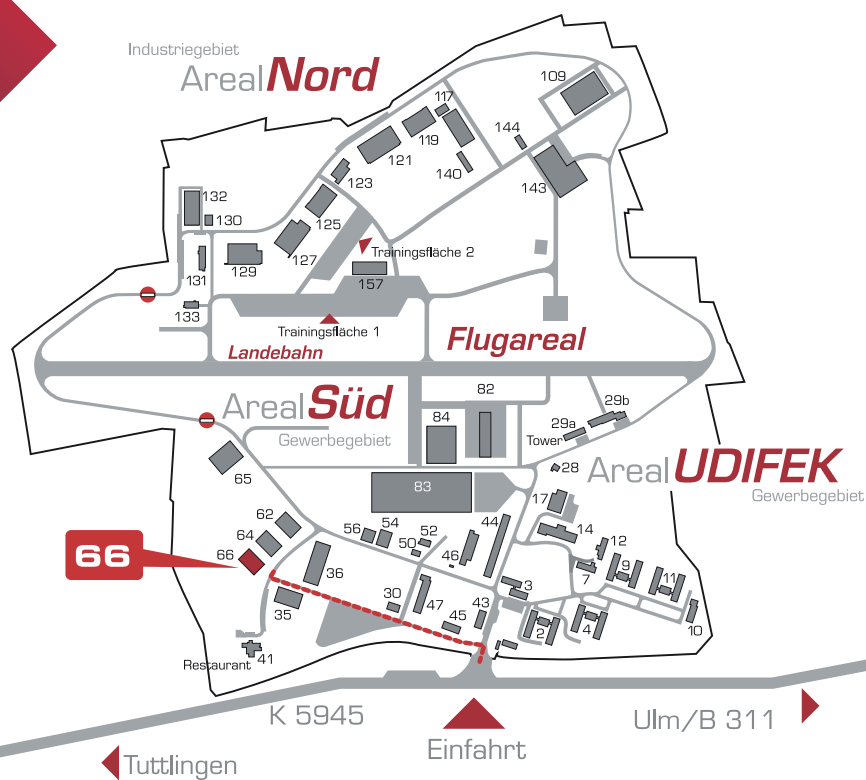 Industriegebiet
Areal Nord
109
117
119
144
121
140
143
123
132
125
130
127
Trainingsfläche 2
129
131
157
133
Trainingsfläche 1
Landebahn
Flugareal
82
Areal Süd
Gewerbegebiet
84
29b
29a
Tower
28
Areal UDIFEK
Gewerbegebiet
65
83
17
62
44
14
64
56
54
52
12
66
66
50
46
9
11
36
7
3
35
30
47
43
45
2
4
10
Restaurant
41
K 5945
Ulm/B 311
Einfahrt
Tuttlingen